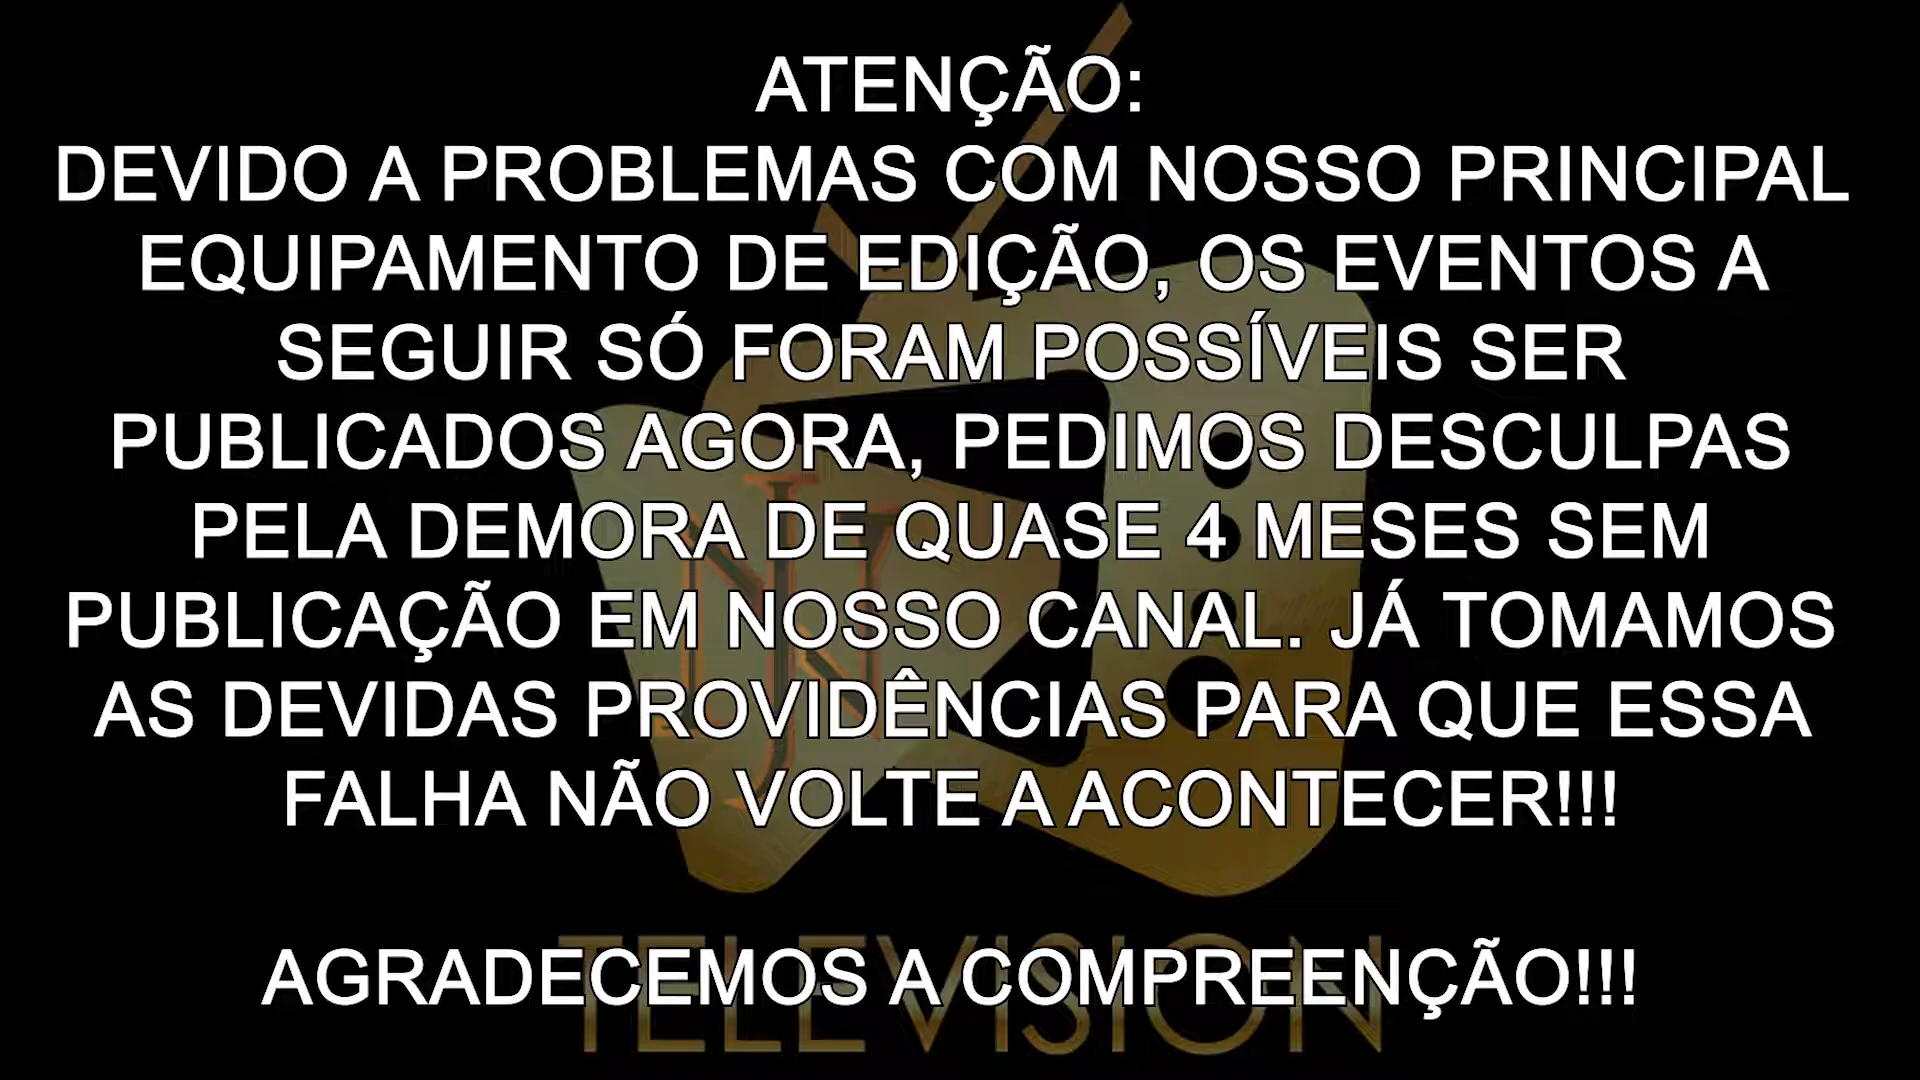 ATENÇÃO:
DEVIDO A PROBLEMAS COM NOSSO PRINCIPAL
EQUIPAMENTO DE EDIÇÃO, OS EVENTOS A
SEGUIR SÓ FORAM POSSÍVEIS SER
PUBLICADOS AGORA, PEDIMOS DESCULPAS
PELA DEMORA DE QUASE 4 MESES SEM
PUBLICAÇÃO EM NOSSO CANAL. JÁ TOMAMOS
AS DEVIDAS PROVIDÊNCIAS PARA QUE ESSA
FALHA NÃO VOLTE A ACONTECER!!!
AGRADECEMOS A COMPREENÇÃO!!!
TELEVISION